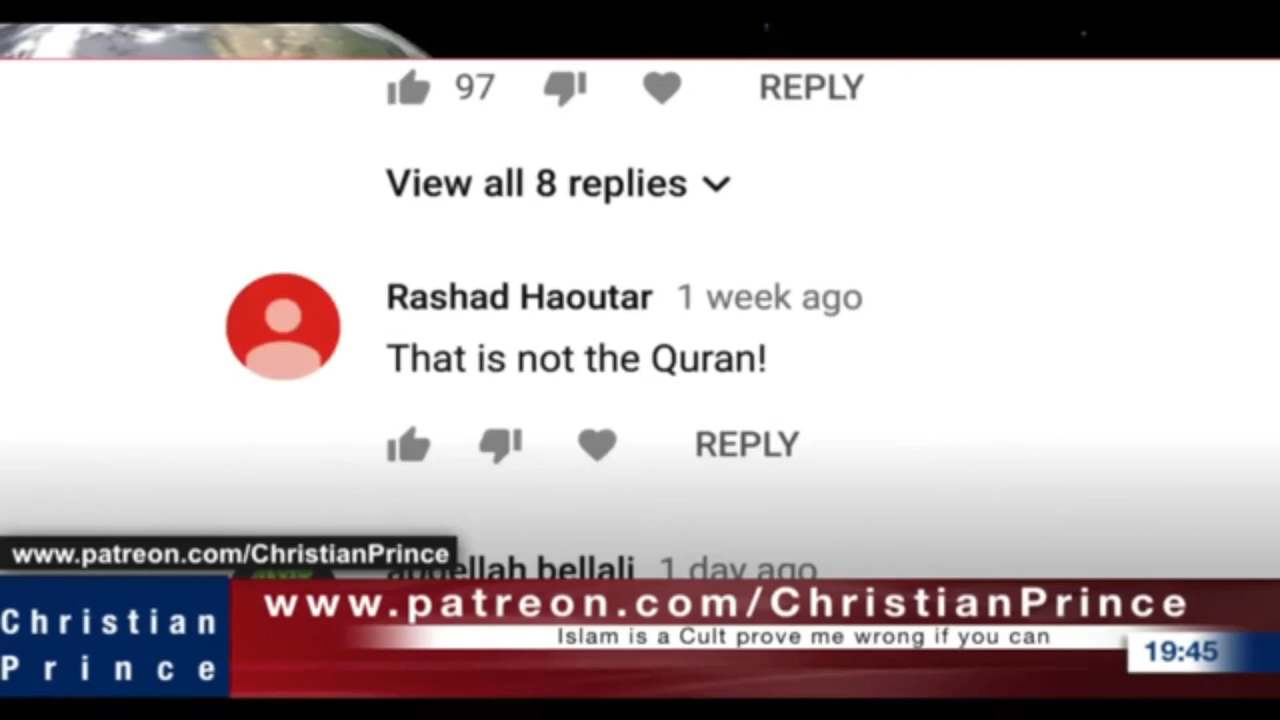 97 REPLY
View all 8 replies
Rashad Haoutar 1 week ago
That is not the Quran!
REPLY
www.patreon.com/ChristianPrince
bellali 1 day ago
www.patreon.com/ChristianPrince
Christian
Prince
Islam is a Cult prove me wrong if you can
19:45